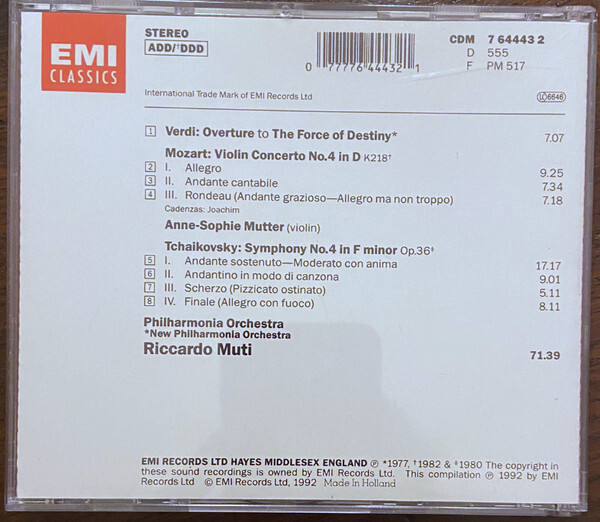 EMI
CLASSICS
STEREO
ADD/†DDD
CDM 7 64443 2
D 555
F PM 517
0 77776 44432 1
International Trade Mark of EMI Records Ltd
LC 6646
1 Verdi: Overture to The Force of Destiny* 7.07
Mozart: Violin Concerto No.4 in D K218†
2 I. Allegro 9.25
3 II. Andante cantabile 7.34
4 III. Rondeau (Andante grazioso—Allegro ma non troppo) 7.18
Cadenzas: Joachim
Anne-Sophie Mutter (violin)
Tchaikovsky: Symphony No.4 in F minor Op.36‡
5 I. Andante sostenuto—Moderato con anima 17.17
6 II. Andantino in modo di canzona 9.01
7 III. Scherzo (Pizzicato ostinato) 5.11
8 IV. Finale (Allegro con fuoco) 8.11
Philharmonia Orchestra
*New Philharmonia Orchestra
Riccardo Muti 71.39
EMI RECORDS LTD HAYES MIDDLESEX ENGLAND ℗ *1977, †1982 & ‡1980 The copyright in
these sound recordings is owned by EMI Records Ltd. This compilation ℗ 1992 by EMI
Records Ltd © EMI Records Ltd, 1992 Made in Holland